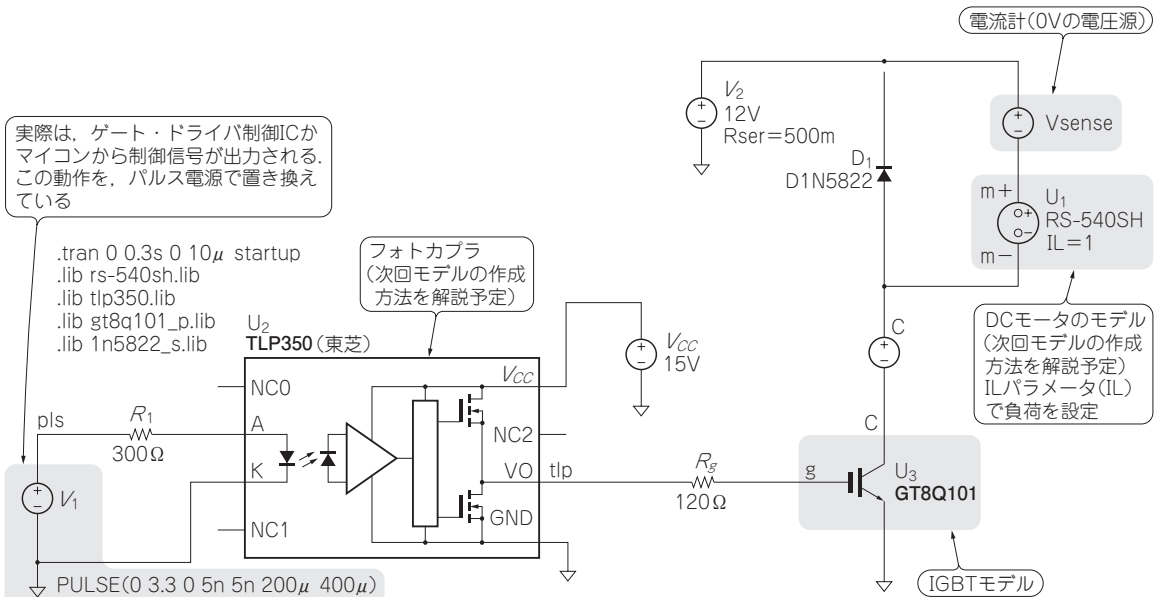 電流計(0Vの電圧源)
V2
12V
Rser=500m
Vsense
実際は，ゲート・ドライバ制御ICか
マイコンから制御信号が出力される．
この動作を，パルス電源で置き換え
ている
D1
D1N5822
m+
U1
RS-540SH
IL=1
m−
.tran 0 0.3s 0 10μ startup
.lib rs-540sh.lib
.lib tlp350.lib
.lib gt8q101_p.lib
.lib 1n5822_s.lib
フォトカプラ
(次回モデルの作成
方法を解説予定)
U2
TLP350(東芝)
VCC
15V
C
DCモータのモデル
(次回モデルの作成
方法を解説予定)
ILパラメータ(IL)
で負荷を設定
NC0
VCC
pls
R1
300Ω
A
NC2
C
K
VO
tlp
Rg
120Ω
g
U3
GT8Q101
V1
NC1
GND
PULSE(0 3.3 0 5n 5n 200μ 400μ)
IGBTモデル